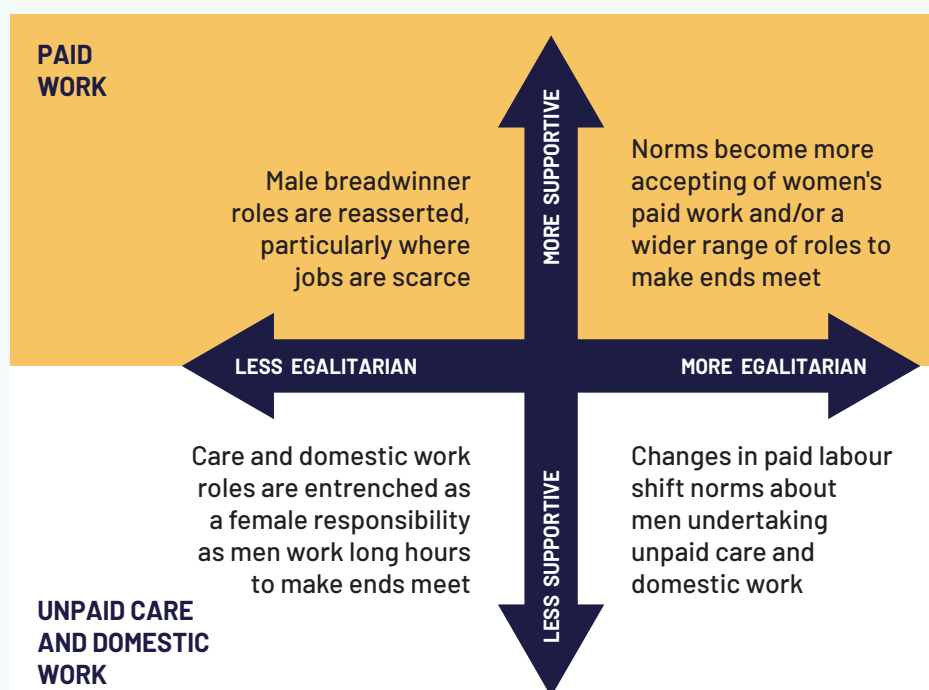 PAID
WORK
MORE SUPPORTIVE
Male breadwinner
roles are reasserted,
particularly where
jobs are scarce
Norms become more
accepting of women's
paid work and/or a
wider range of roles to
make ends meet
LESS EGALITARIAN
MORE EGALITARIAN
Care and domestic work
roles are entrenched as
a female responsibility
as men work long hours
to make ends meet
Changes in paid labour
shift norms about
men undertaking
unpaid care and
domestic work
LESS SUPPORTIVE
UNPAID CARE
AND DOMESTIC
WORK